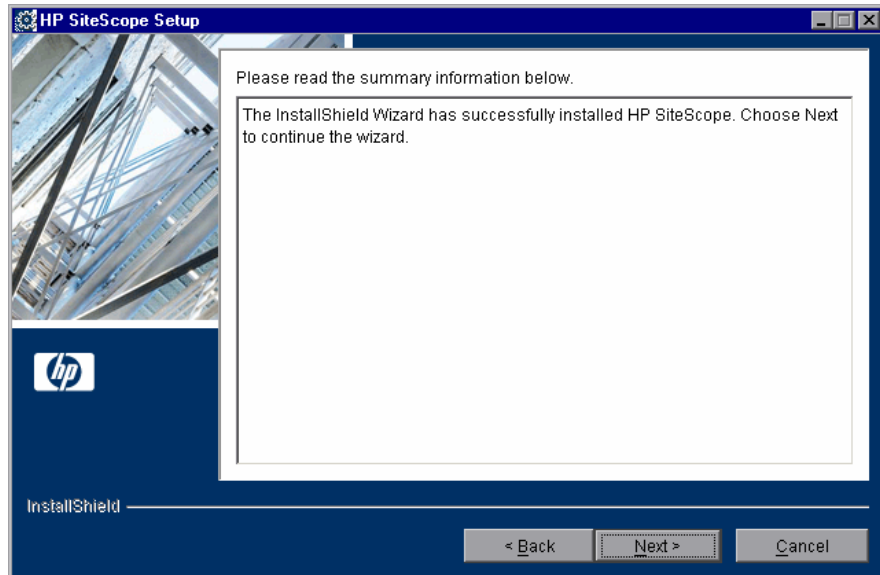 HP SiteScope Setup
Please read the summary information below.
The InstallShield Wizard has successfully installed HP SiteScope. Choose Next
to continue the wizard.
hp
InstallShield
< Back Next > Cancel